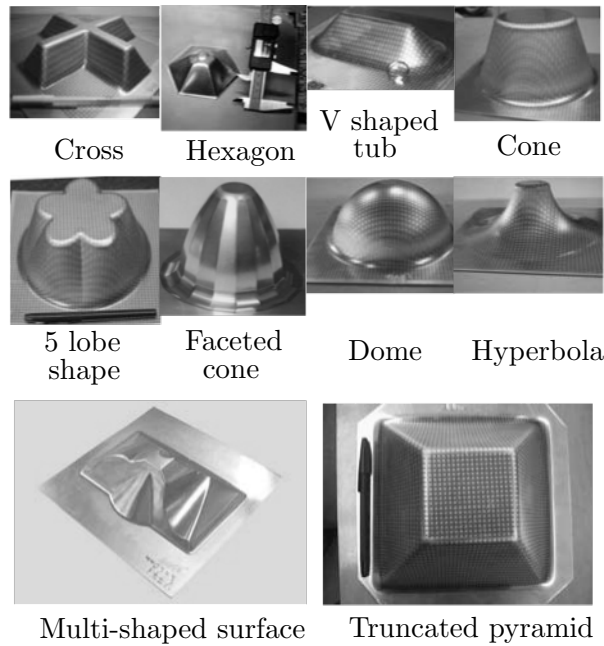 Cross
Hexagon
V shaped
tub
Cone
5 lobe
shape
Faceted
cone
Dome
Hyperbola
Multi-shaped surface
Truncated pyramid